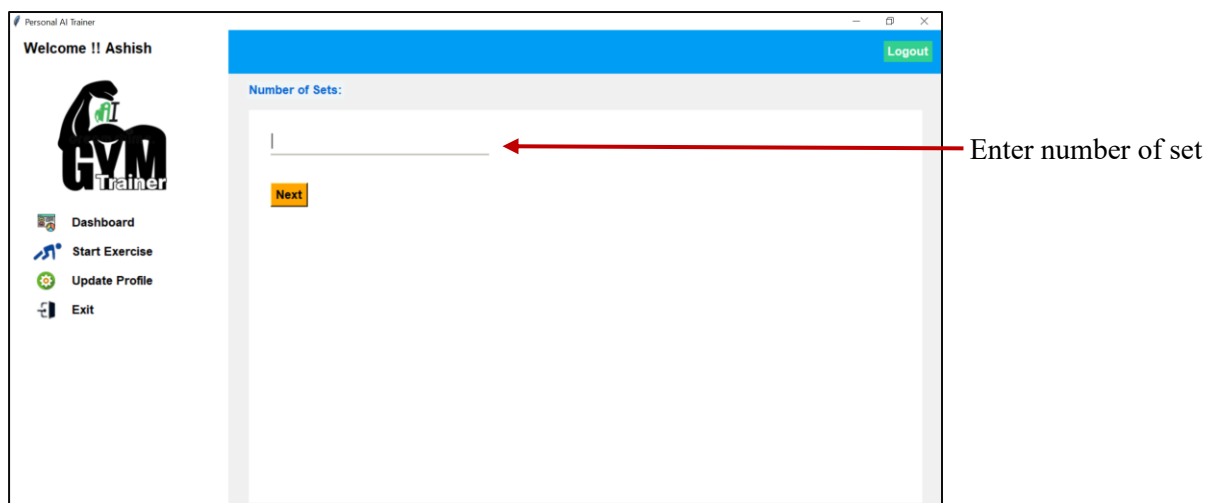 Personal AI Trainer
Welcome !! Ashish
Logout
AI
GYM
Trainer
Number of Sets:
Enter number of set
Next
Dashboard
Start Exercise
Update Profile
Exit